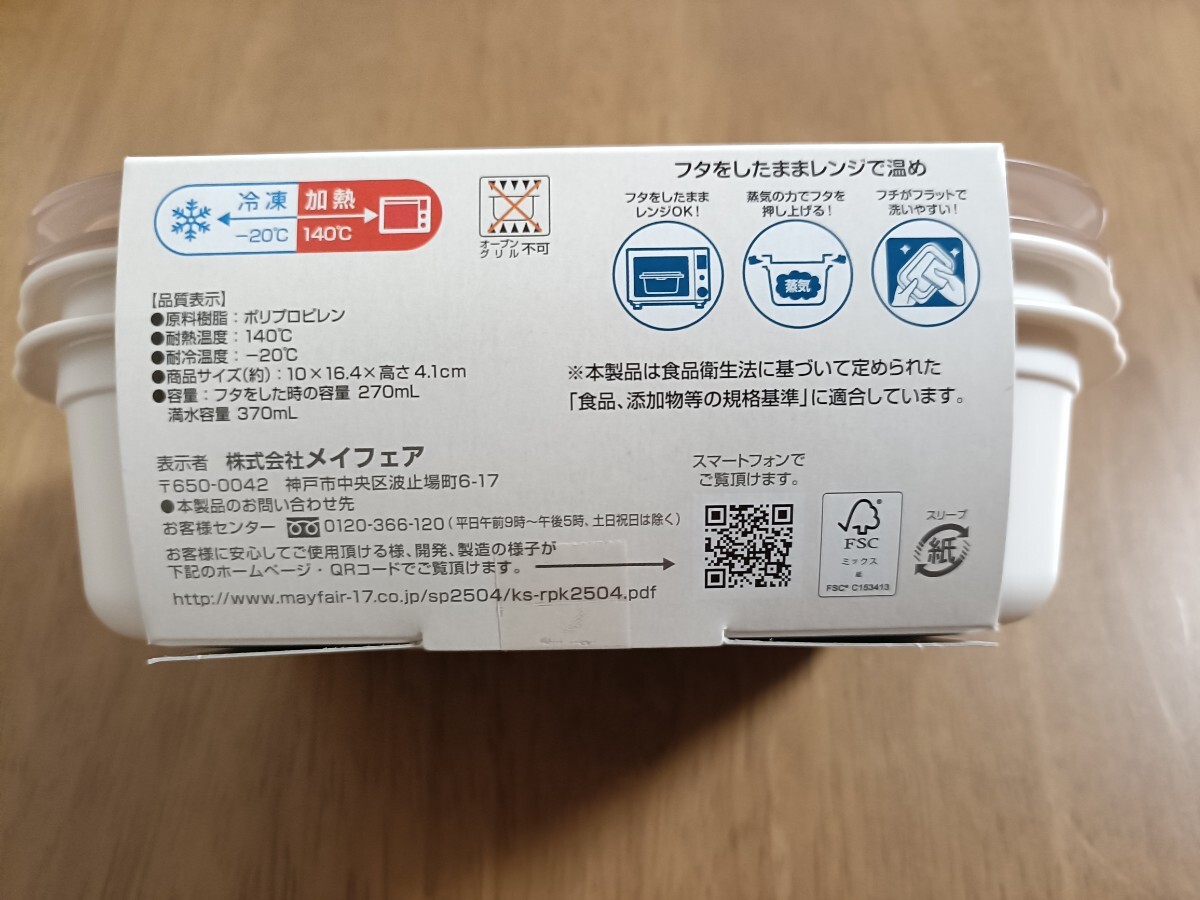 冷凍 加熱
−20℃ 140℃
オーブン
グリル 不可
フタをしたままレンジで温め
フタをしたまま
レンジOK!
蒸気の力でフタを
押し上げる!
フチがフラットで
洗いやすい!
蒸気
【品質表示】
●原料樹脂:ポリプロピレン
●耐熱温度:140℃
●耐冷温度:−20℃
●商品サイズ(約):10×16.4×高さ4.1cm
●容量:フタをした時の容量 270mL
満水容量 370mL
※本製品は食品衛生法に基づいて定められた
「食品、添加物等の規格基準」に適合しています。
表示者 株式会社メイフェア
〒650-0042 神戸市中央区波止場町6-17
●本製品のお問い合わせ先
お客様センター 0120-366-120(平日午前9時〜午後5時、土日祝日は除く)
お客様に安心してご使用頂ける様、開発、製造の様子が
下記のホームページ・QRコードでご覧頂けます。
http://www.mayfair-17.co.jp/sp2504/ks-rpk2504.pdf
スマートフォンで
ご覧頂けます。
FSC
ミックス
紙
FSC® C153413
スリーブ
紙